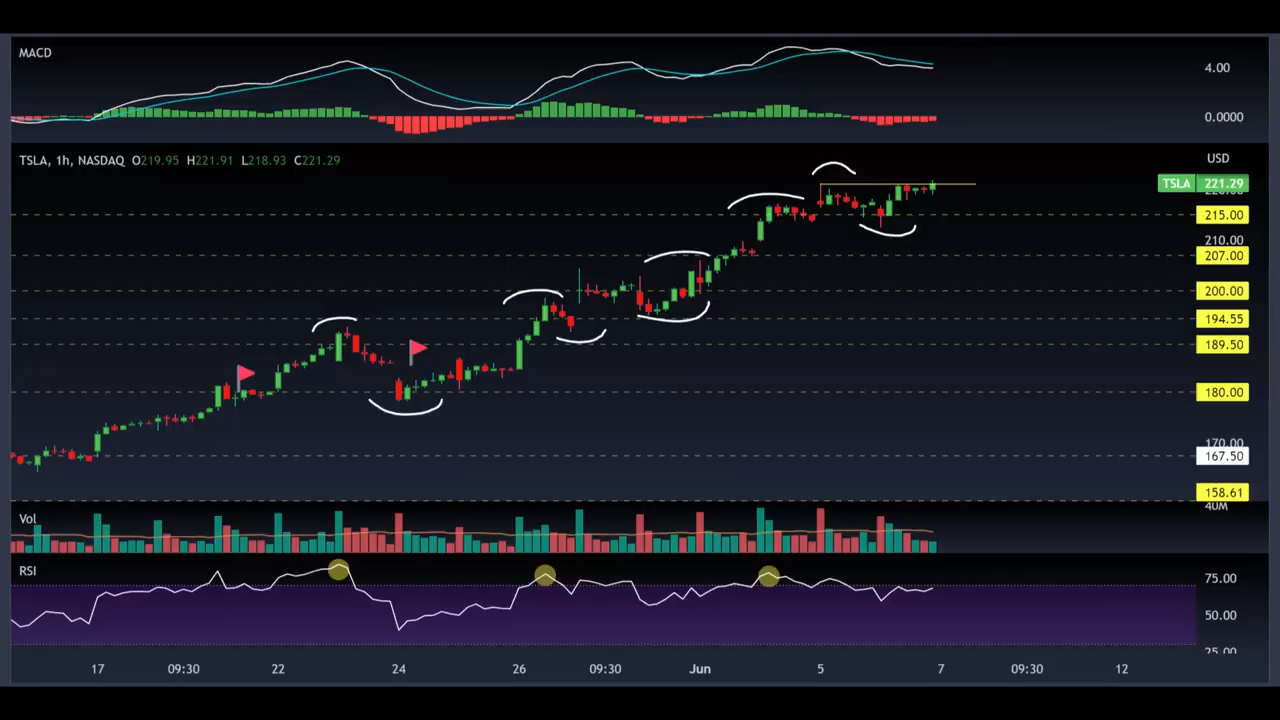 MACD
4.00
0.0000
TSLA, 1h, NASDAQ O219.95 H221.91 L218.93 C221.29
USD
TSLA 221.29
215.00
210.00
207.00
200.00
194.55
189.50
180.00
170.00
167.50
158.61
Vol
40M
RSI
75.00
50.00
25.00
17 09:30 22 24 26 09:30 Jun 5 7 09:30 12